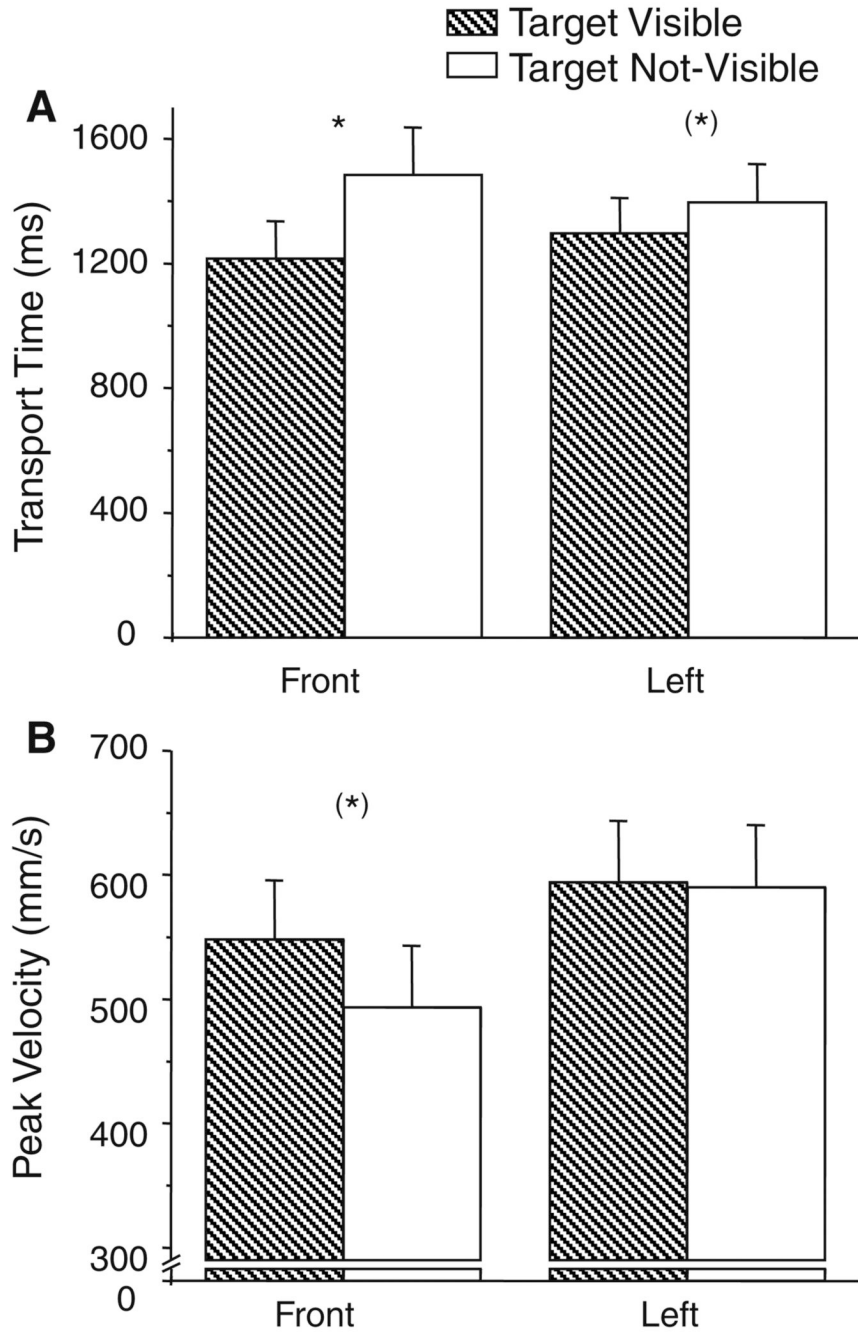 Target Visible
Target Not-Visible
A
Transport Time (ms)
1600
1200
800
400
0
*
(*)
Front
Left
B
Peak Velocity (mm/s)
700
600
500
400
300
0
(*)
Front
Left